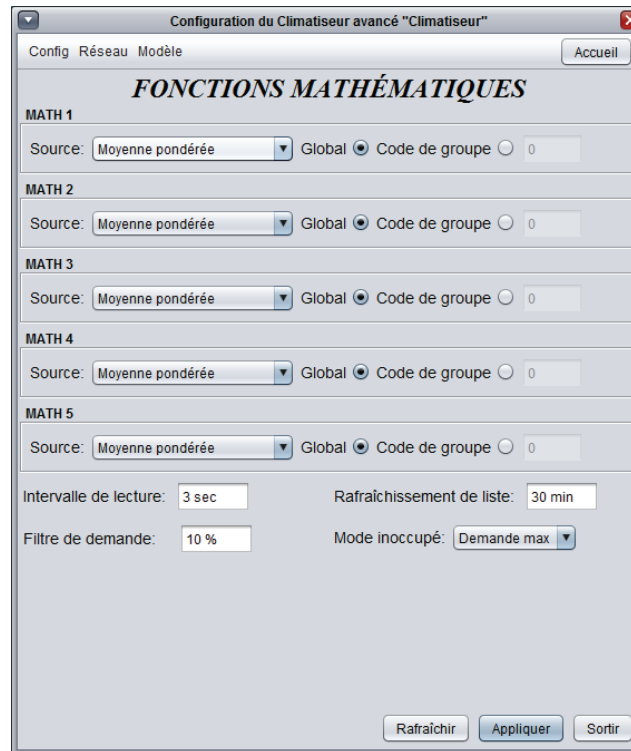 Configuration du Climatiseur avancé "Climatiseur"
Config Réseau Modèle Accueil
FONCTIONS MATHÉMATIQUES
MATH 1
Source: Moyenne pondérée Global Code de groupe 0
MATH 2
Source: Moyenne pondérée Global Code de groupe 0
MATH 3
Source: Moyenne pondérée Global Code de groupe 0
MATH 4
Source: Moyenne pondérée Global Code de groupe 0
MATH 5
Source: Moyenne pondérée Global Code de groupe 0
Intervalle de lecture: 3 sec Rafraîchissement de liste: 30 min
Filtre de demande: 10 % Mode inoccupé: Demande max
Rafraîchir Appliquer Sortir